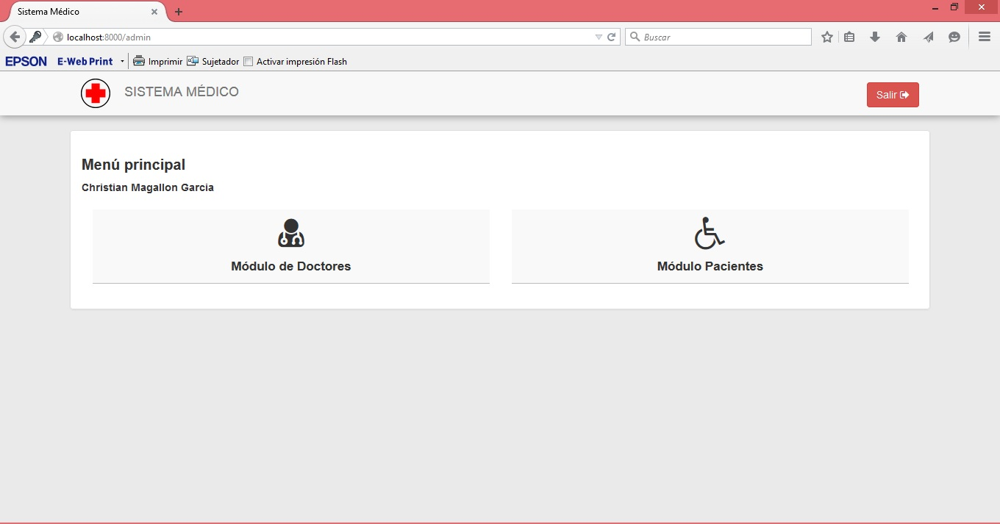 Sistema Médico
localhost:8000/admin
Buscar
EPSON E-Web Print Imprimir Sujetador Activar impresión Flash
SISTEMA MÉDICO
Salir
Menú principal
Christian Magallon Garcia
Módulo de Doctores
Módulo Pacientes